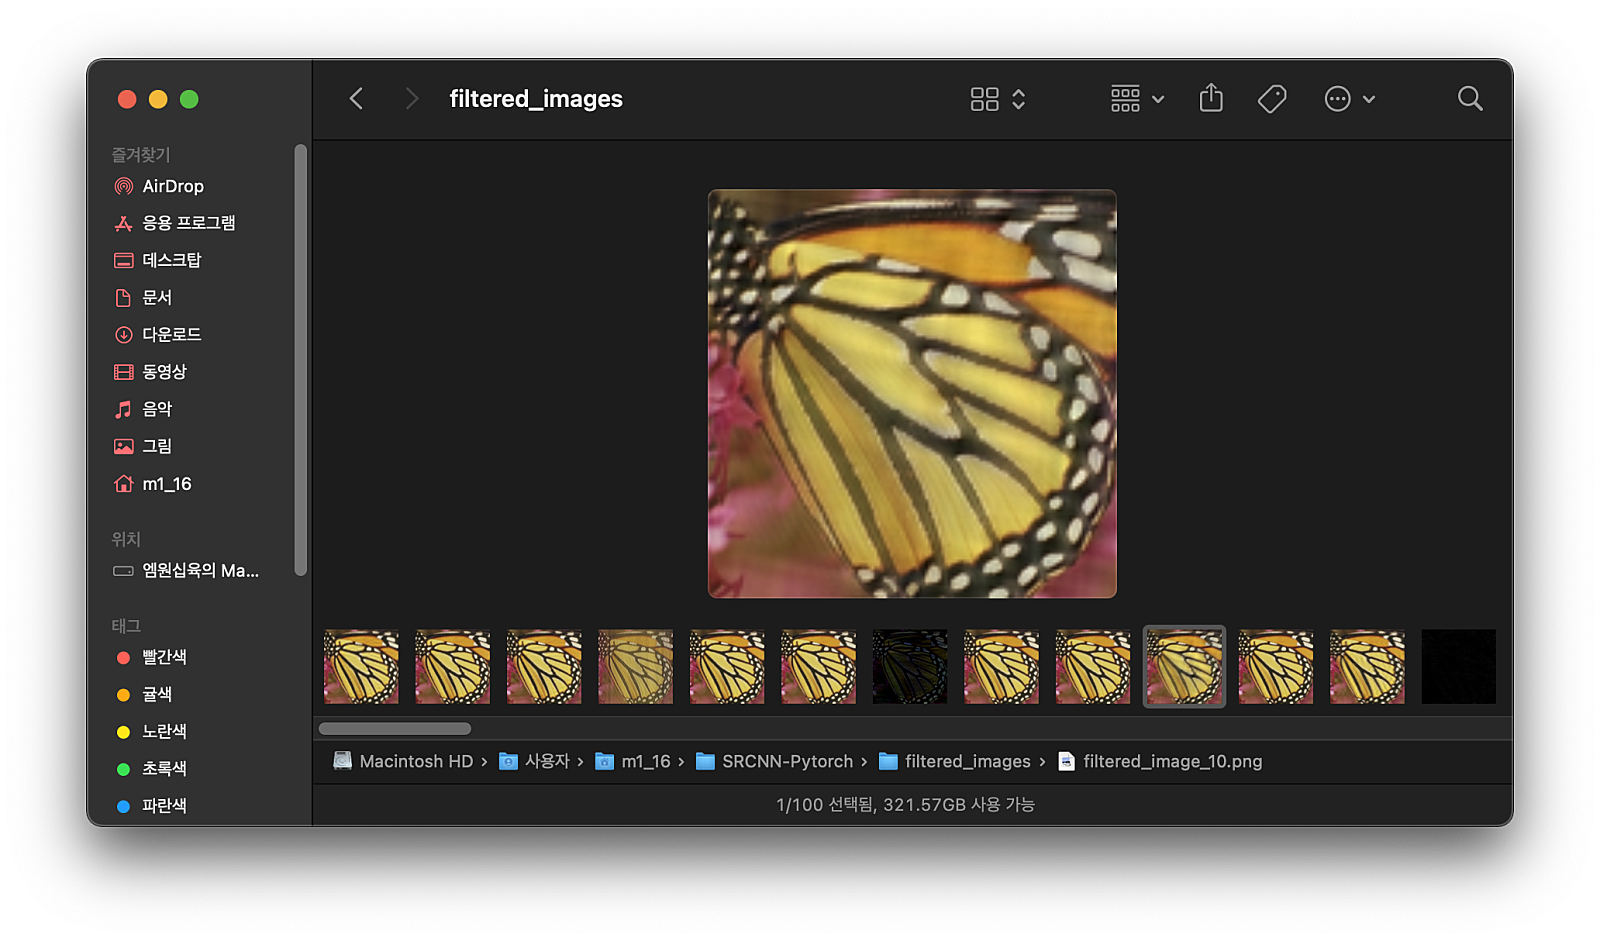 filtered_images
즐겨찾기
AirDrop
응용 프로그램
데스크탑
문서
다운로드
동영상
음악
그림
m1_16
위치
엠원십육의 Ma...
태그
빨간색
귤색
노란색
초록색
파란색
Macintosh HD › 사용자 › m1_16 › SRCNN-Pytorch › filtered_images › filtered_image_10.png
1/100 선택됨, 321.57GB 사용 가능